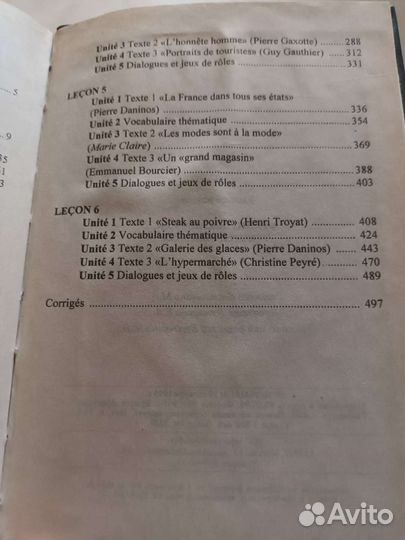 Unité 3 Texte 2 «L'honnête homme» (Pierre Gaxotte) ....... 288
Unité 4 Texte 3 «Portraits de touristes» (Guy Gauthier) ..... 312
Unité 5 Dialogues et jeux de rôles ................................ 331
LEÇON 5
Unité 1 Texte 1 «La France dans tous ses états»
(Pierre Daninos) ................................ 336
Unité 2 Vocabulaire thématique ................................ 354
Unité 3 Texte 2 «Les modes sont à la mode»
(Marie Claire) ................................ 369
Unité 4 Texte 3 «Un «grand magasin»
(Emmanuel Bourcier) ................................ 388
Unité 5 Dialogues et jeux de rôles ................................ 403
LEÇON 6
Unité 1 Texte 1 «Steak au poivre» (Henri Troyat) ............ 408
Unité 2 Vocabulaire thématique ................................ 424
Unité 3 Texte 2 «Galerie des glaces» (Pierre Daninos) ....... 443
Unité 4 Texte 3 «L'hypermarché» (Christine Peyré) ......... 470
Unité 5 Dialogues et jeux de rôles ................................ 489
Corrigés ................................ 497
5
9
35
1
3
Avito